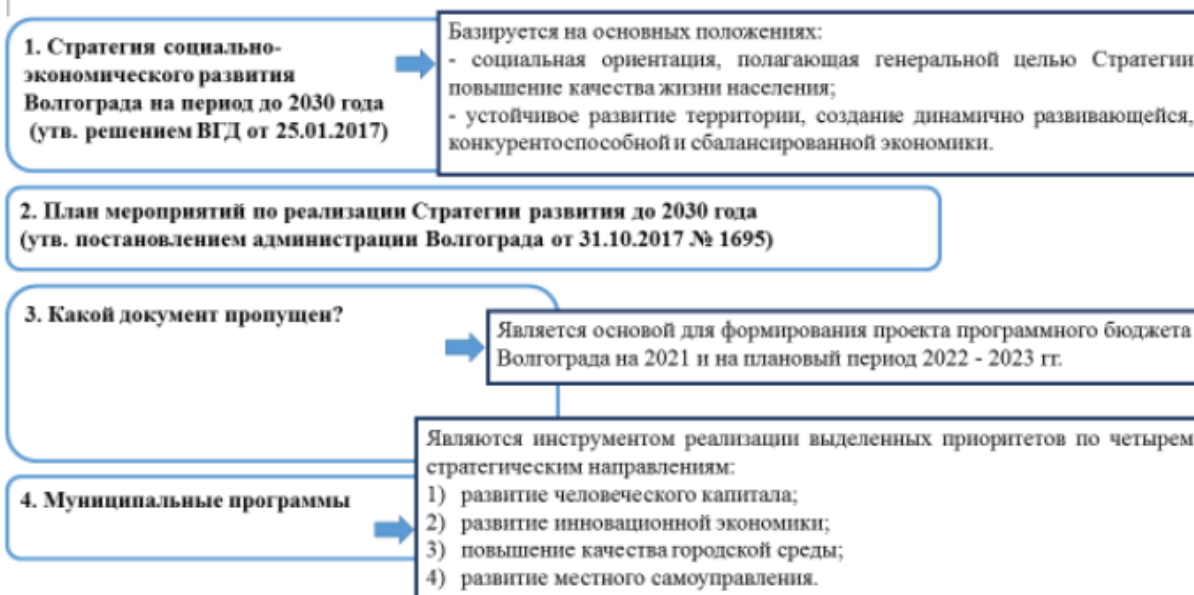 1. Стратегия социально-
экономического развития
Волгограда на период до 2030 года
(утв. решением ВГД от 25.01.2017)
Базируется на основных положениях:
- социальная ориентация, полагающая генеральной целью Стратегии
повышение качества жизни населения;
- устойчивое развитие территории, создание динамично развивающейся,
конкурентоспособной и сбалансированной экономики.
2. План мероприятий по реализации Стратегии развития до 2030 года
(утв. постановлением администрации Волгограда от 31.10.2017 № 1695)
3. Какой документ пропущен?
Является основой для формирования проекта программного бюджета
Волгограда на 2021 и на плановый период 2022 - 2023 гг.
4. Муниципальные программы
Являются инструментом реализации выделенных приоритетов по четырем
стратегическим направлениям:
1) развитие человеческого капитала;
2) развитие инновационной экономики;
3) повышение качества городской среды;
4) развитие местного самоуправления.